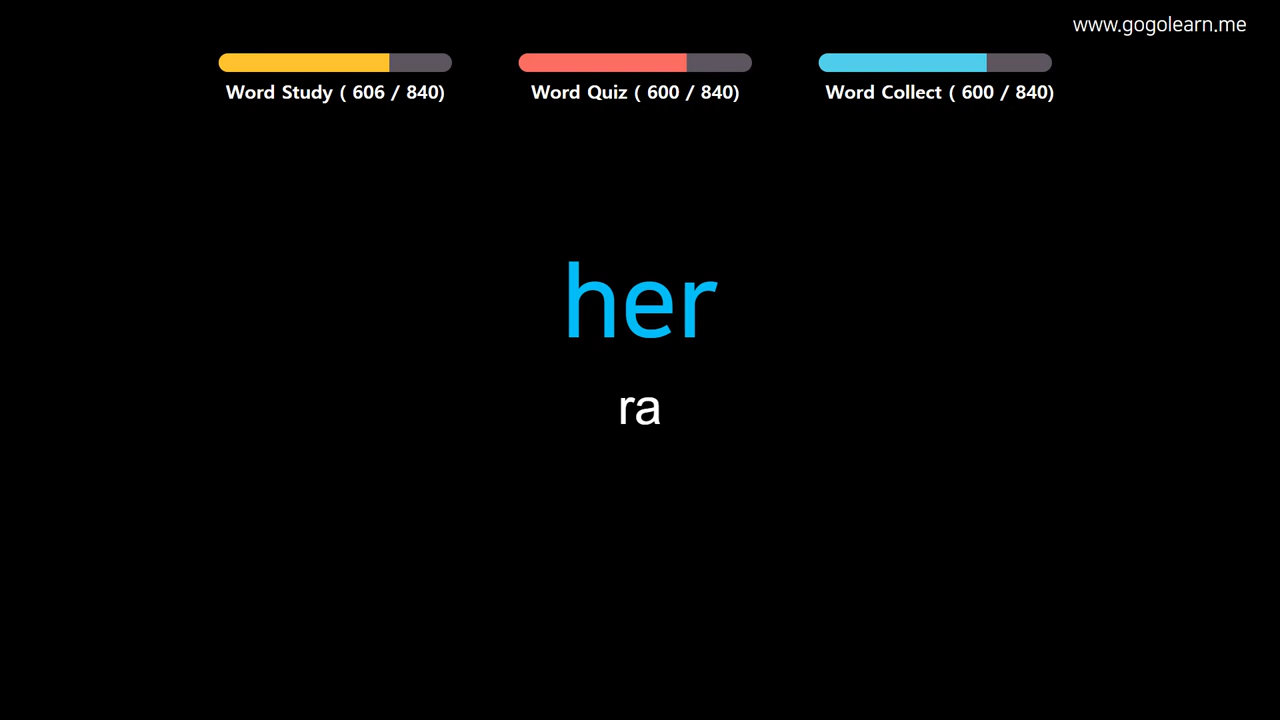 www.gogolearn.me
Word Study ( 606 / 840)
Word Quiz ( 600 / 840)
Word Collect ( 600 / 840)
her
ra